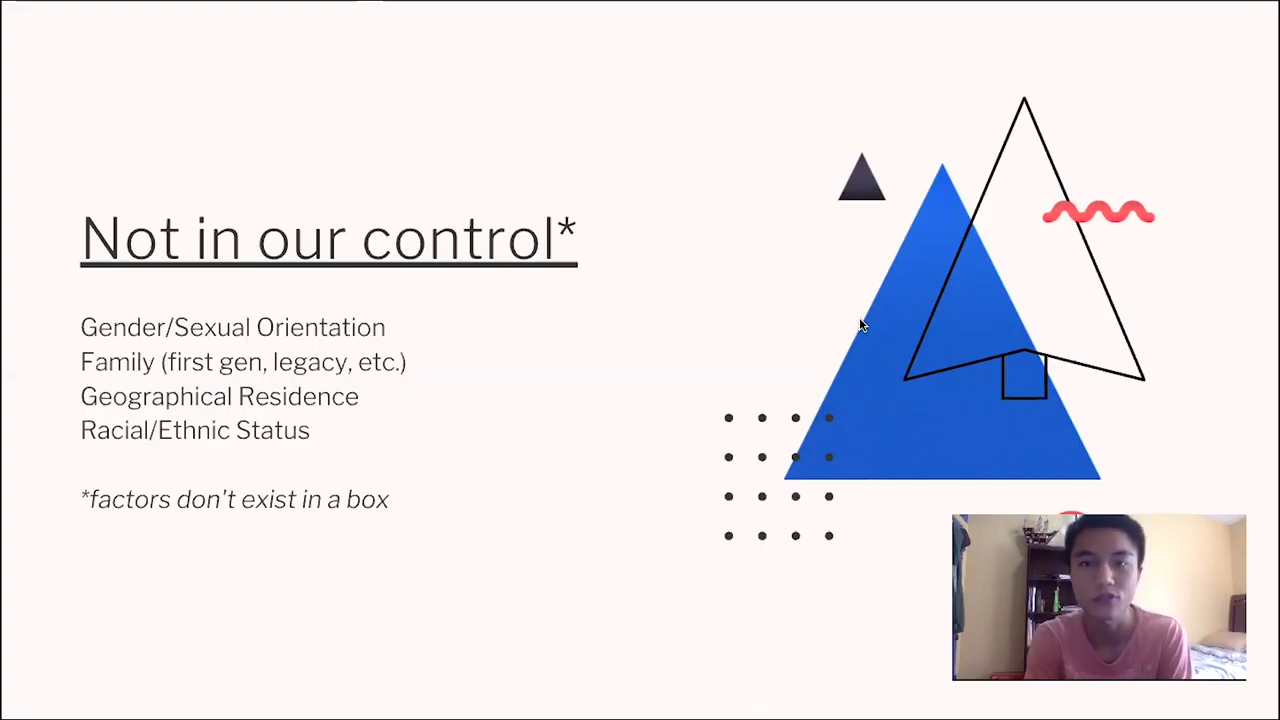 Not in our control*
Gender/Sexual Orientation
Family (first gen, legacy, etc.)
Geographical Residence
Racial/Ethnic Status
*factors don't exist in a box